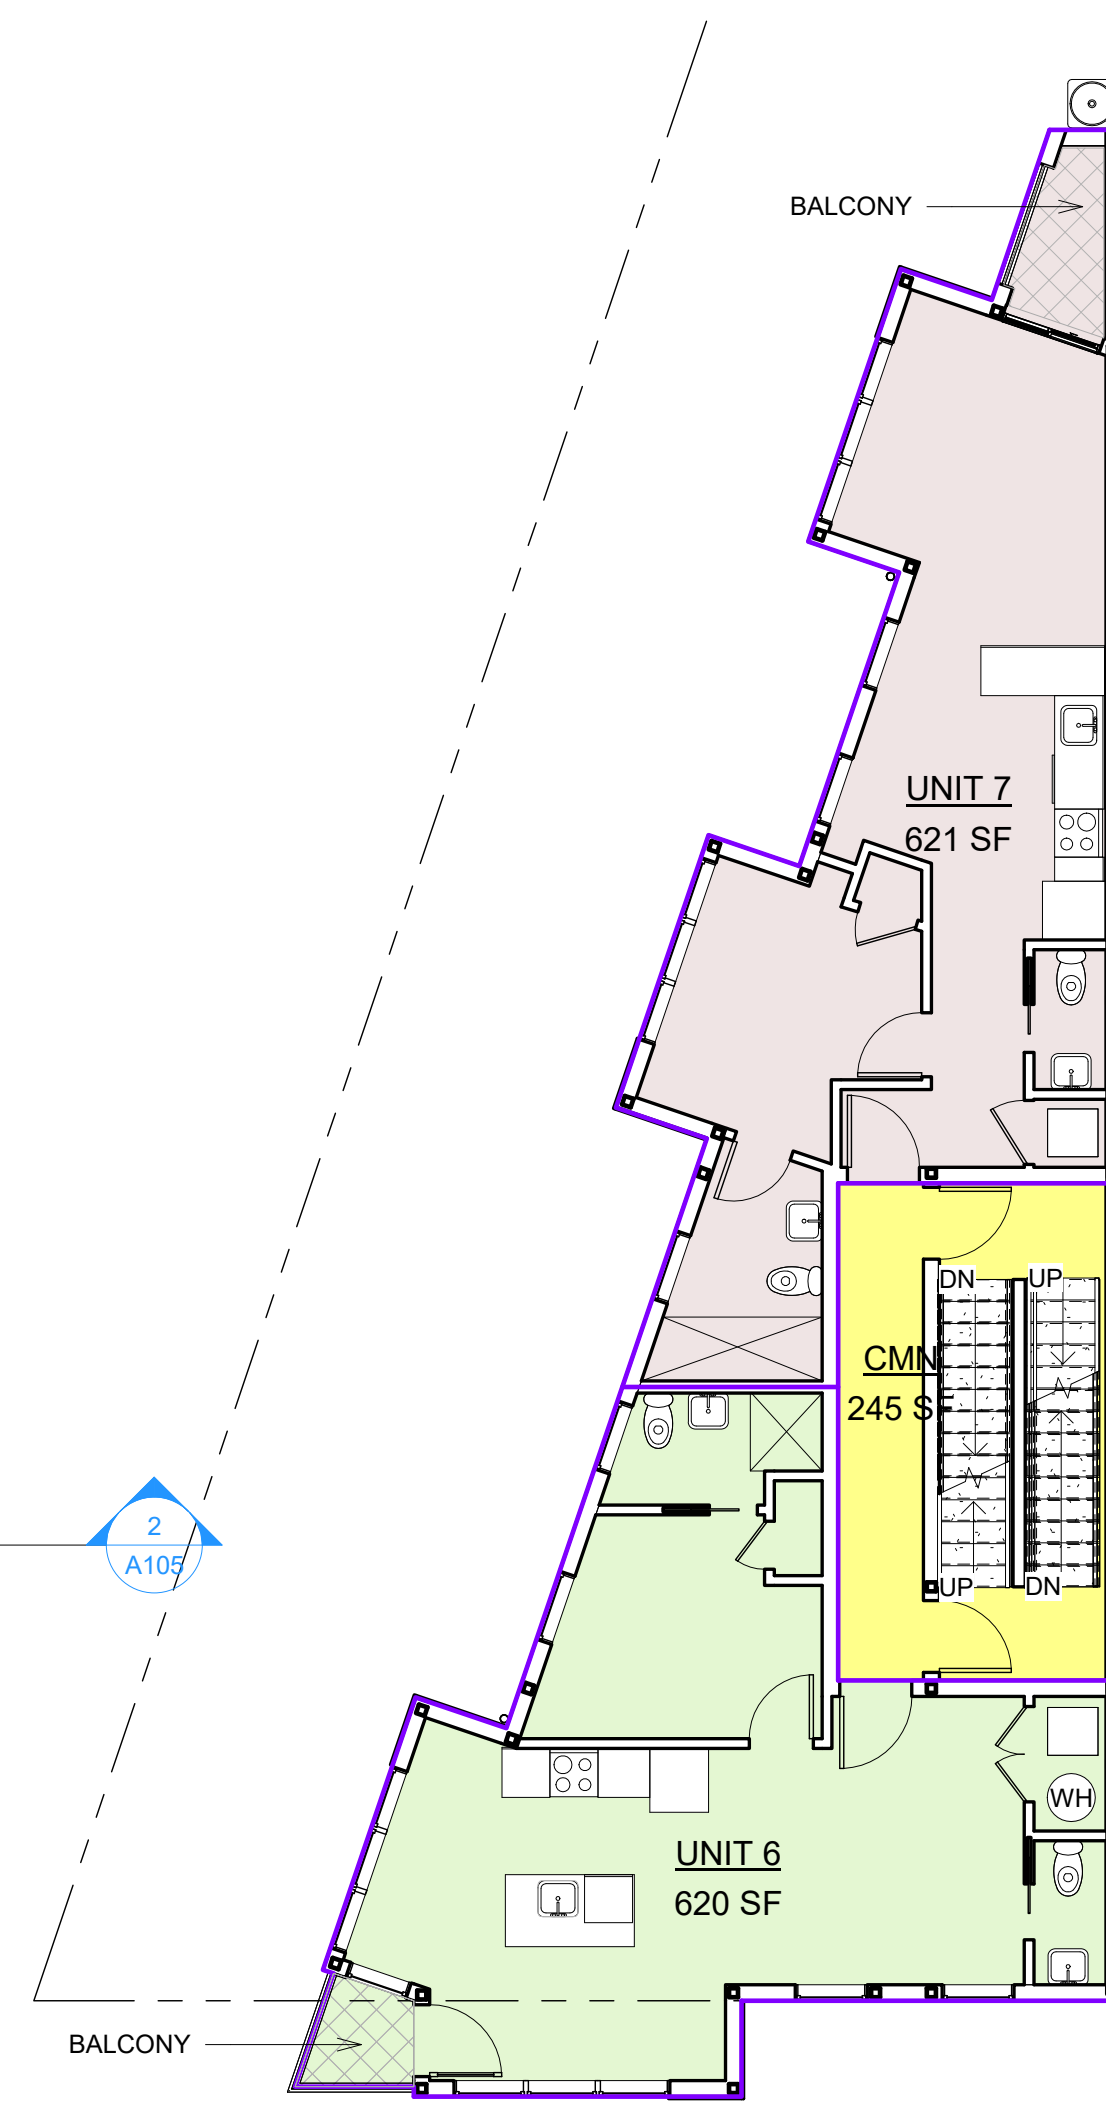 BALCONY
UNIT 7
621 SF
DN
UP
CMN
245 SF
2
A105
UP
DN
WH
UNIT 6
620 SF
BALCONY